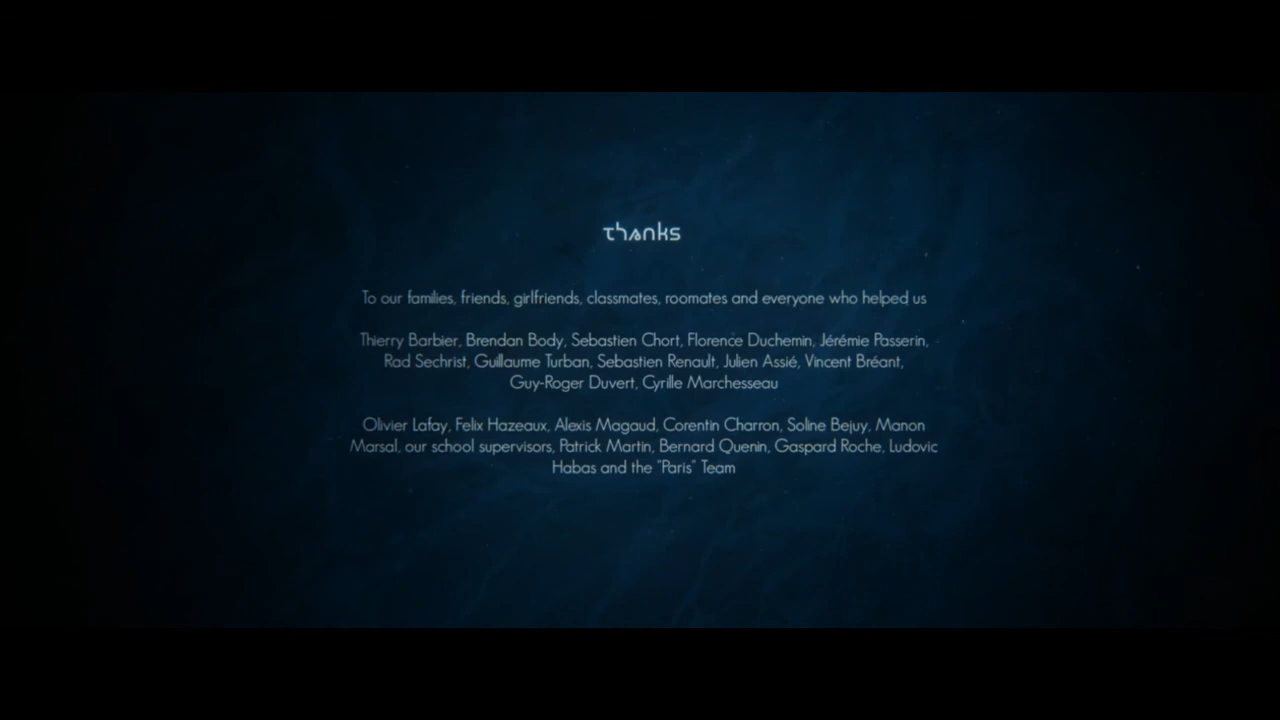 thanks
To our families, friends, girlfriends, classmates, roomates and everyone who helped us
Thierry Barbier, Brendan Body, Sebastien Chort, Florence Duchemin, Jérémie Passerin,
Rad Sechrist, Guillaume Turban, Sebastien Renault, Julien Assié, Vincent Bréant,
Guy-Roger Duvert, Cyrille Marchesseau
Olivier Lafay, Felix Hazeaux, Alexis Magaud, Corentin Charron, Soline Bejuy, Manon
Marsal, our school supervisors, Patrick Martin, Bernard Quenin, Gaspard Roche, Ludovic
Habas and the "Paris" Team